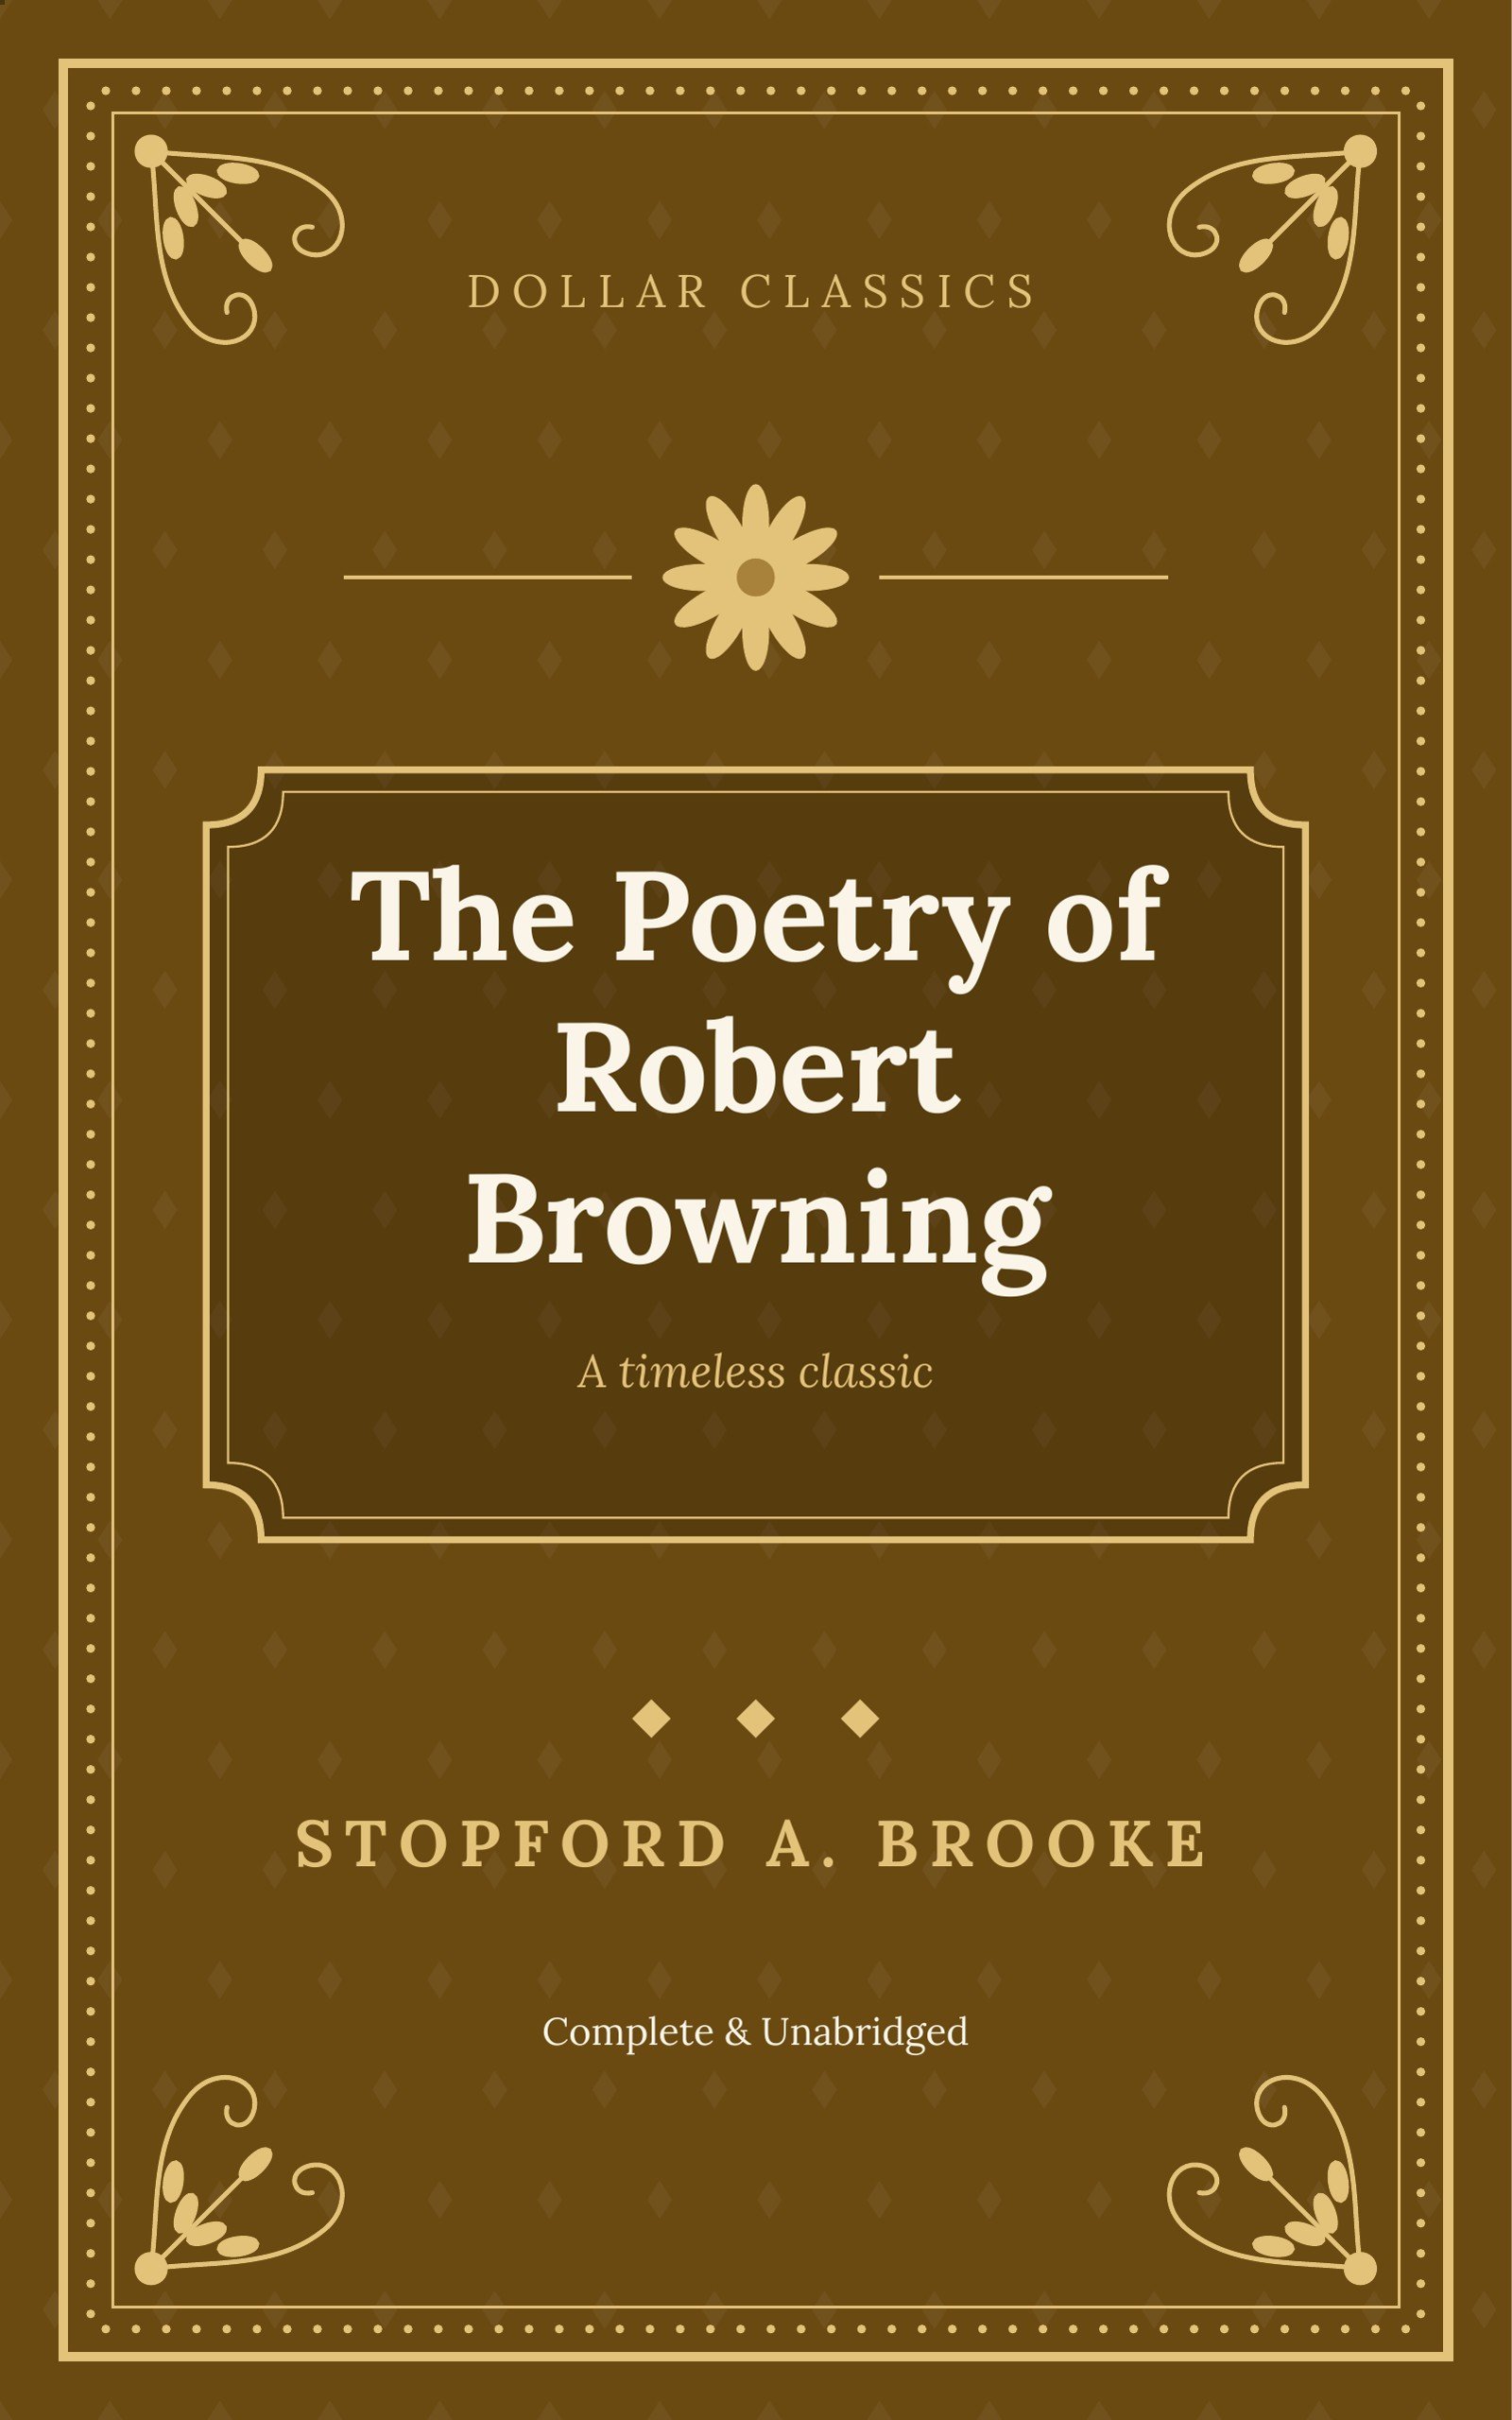 DOLLAR CLASSICS
The Poetry of
Robert
Browning
A timeless classic
STOPFORD A. BROOKE
Complete & Unabridged